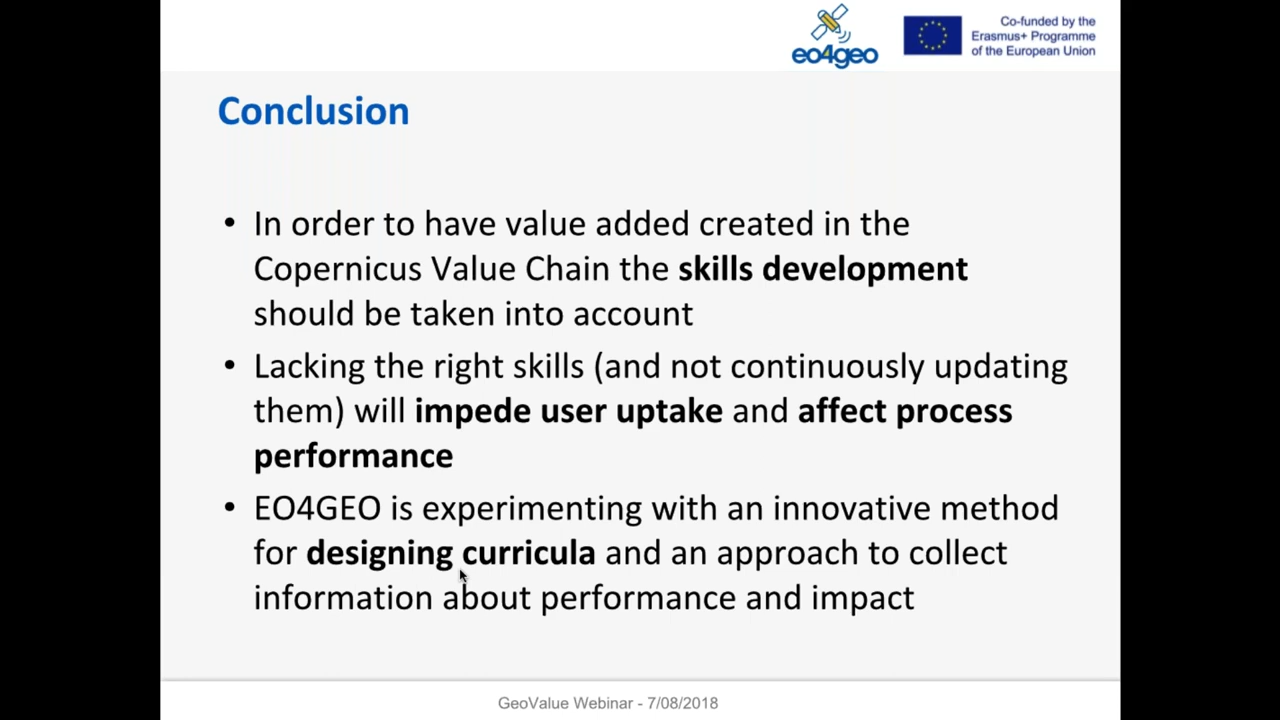 eo4geo
Co-funded by the
Erasmus+ Programme
of the European Union
Conclusion
• In order to have value added created in the
Copernicus Value Chain the skills development
should be taken into account
• Lacking the right skills (and not continuously updating
them) will impede user uptake and affect process
performance
• EO4GEO is experimenting with an innovative method
for designing curricula and an approach to collect
information about performance and impact
GeoValue Webinar - 7/08/2018